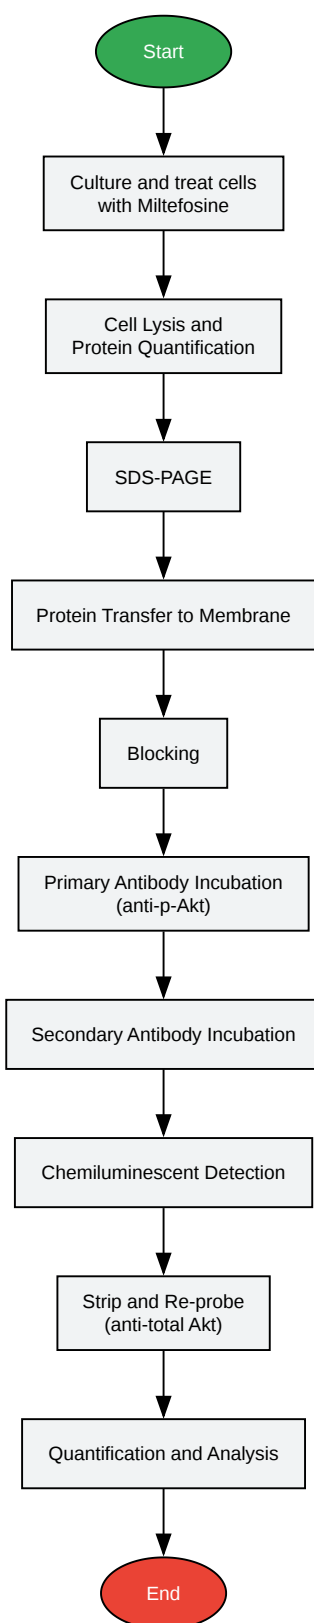 Start
Culture and treat cells
with Miltefosine
Cell Lysis and
Protein Quantification
SDS-PAGE
Protein Transfer to Membrane
Blocking
Primary Antibody Incubation
(anti-p-Akt)
Secondary Antibody Incubation
Chemiluminescent Detection
Strip and Re-probe
(anti-total Akt)
Quantification and Analysis
End